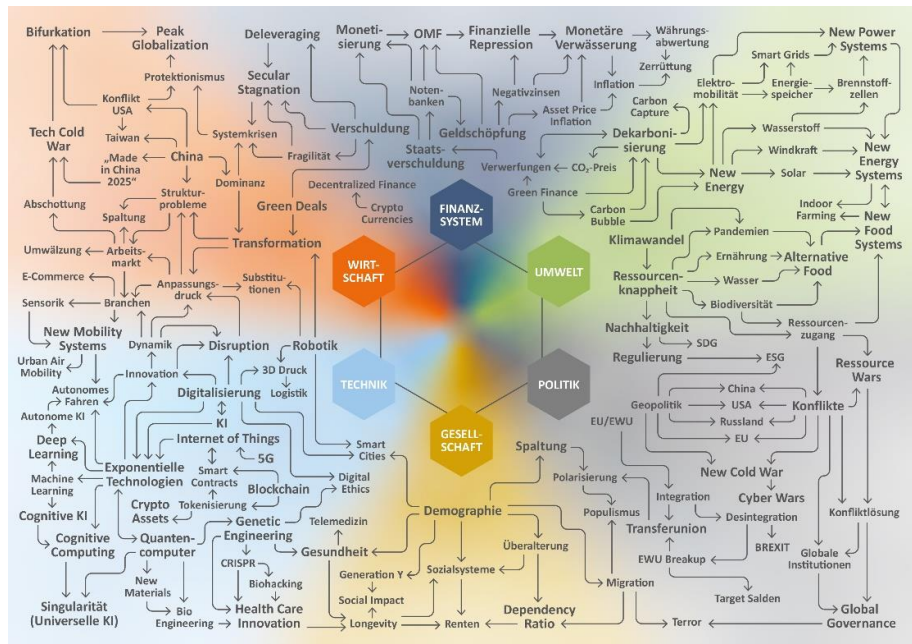 Bifurkation
Peak
Globalization
Deleveraging
Moneti-
sierung
OMF
Finanzielle
Repression
Monetäre
Verwässerung
Währungs-
abwertung
New Power
Systems
Smart Grids
Zerrüttung
Protektionismus
Secular
Stagnation
Noten-
banken
Negativzinsen
Inflation
Elektro-
mobilität
Energie-
speicher
Brennstoff-
zellen
Konflikt
USA
Asset Price
Inflation
Carbon
Capture
Tech Cold
War
Taiwan
Systemkrisen
Verschuldung
Geldschöpfung
Dekarboni-
sierung
Wasserstoff
Staats-
verschuldung
„Made
in China
2025“
China
Fragilität
Verwerfungen
CO₂-Preis
Windkraft
New
Energy
Systems
Dominanz
New
Energy
Solar
Struktur-
probleme
Decentralized Finance
Green Finance
Abschottung
Green Deals
Crypto
Currencies
FINANZ-
SYSTEM
Carbon
Bubble
Indoor
Farming
New
Food
Systems
Spaltung
Klimawandel
Pandemien
Umwälzung
Arbeits-
markt
Transformation
Ernährung
Alternative
Food
WIRT-
SCHAFT
UMWELT
E-Commerce
Anpassungs-
druck
Substitu-
tionen
Ressourcen-
knappheit
Wasser
Sensorik
Branchen
Biodiversität
New Mobility
Systems
Dynamik
Disruption
Robotik
Nachhaltigkeit
Ressourcen-
zugang
SDG
Urban Air
Mobility
Regulierung
ESG
Ressource
Wars
Innovation
3D Druck
Logistik
TECHNIK
POLITIK
Autonomes
Fahren
Digitalisierung
China
Geopolitik
USA
Konflikte
Autonome KI
KI
EU/EWU
Russland
GESELL-
SCHAFT
Deep
Learning
Internet of Things
Smart
Cities
Spaltung
EU
5G
Exponentielle
Technologien
Smart
Contracts
New Cold War
Machine
Learning
Blockchain
Digital
Ethics
Polarisierung
Cyber Wars
Crypto
Assets
Tokenisierung
Integration
Cognitive KI
Genetic
Engineering
Telemedizin
Demographie
Populismus
Desintegration
Konfliktlösung
Transferunion
Cognitive
Computing
Quanten-
computer
Gesundheit
Überalterung
BREXIT
Globale
Institutionen
CRISPR
EWU Breakup
Generation Y
Sozialsysteme
New
Materials
Biohacking
Migration
Social Impact
Target Salden
Singularität
(Universelle KI)
Bio
Engineering
Health Care
Innovation
Longevity
Renten
Dependency
Ratio
Terror
Global
Governance